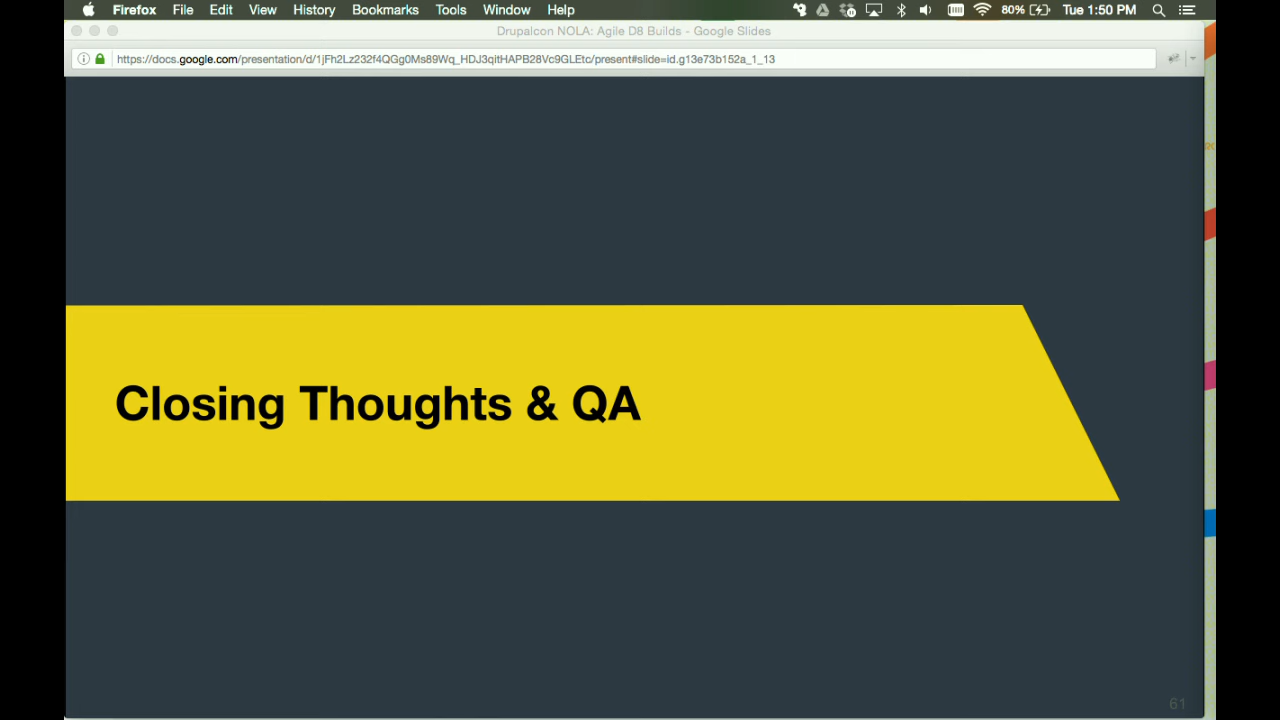 Firefox File Edit View History Bookmarks Tools Window Help 80% Tue 1:50 PM
Drupalcon NOLA: Agile D8 Builds - Google Slides
https://docs.google.com/presentation/d/1jFh2Lz232f4QGg0Ms89Wq_HDJ3qitHAPB28Vc9GLEtc/present#slide=id.g13e73b152a_1_13
Closing Thoughts & QA
61